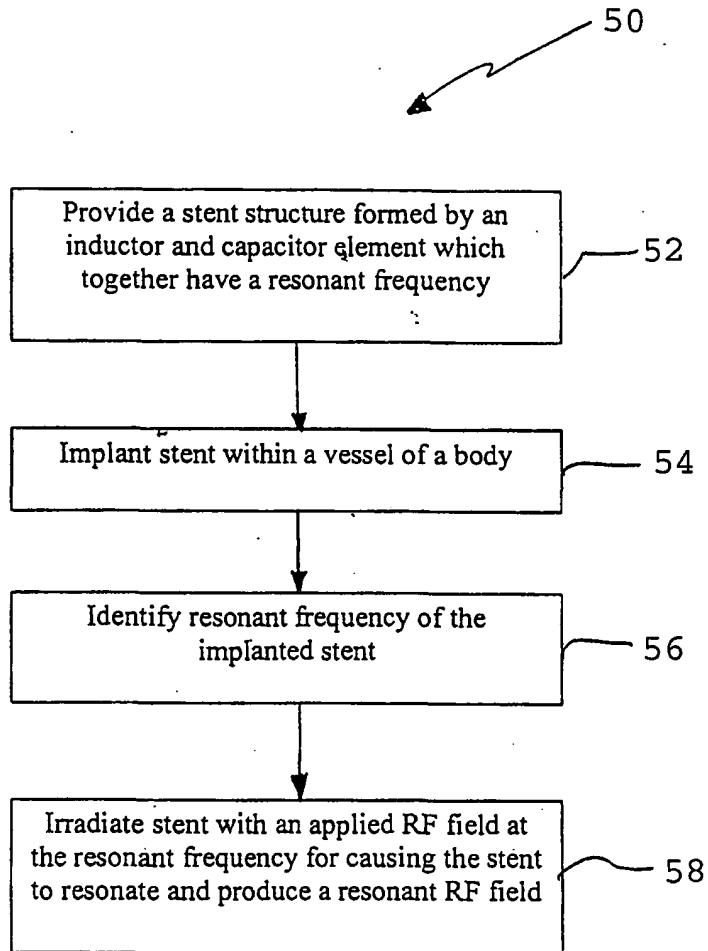 50
Provide a stent structure formed by an
inductor and capacitor element which
together have a resonant frequency
52
Implant stent within a vessel of a body
54
Identify resonant frequency of the
implanted stent
56
Irradiate stent with an applied RF field at
the resonant frequency for causing the stent
to resonate and produce a resonant RF field
58